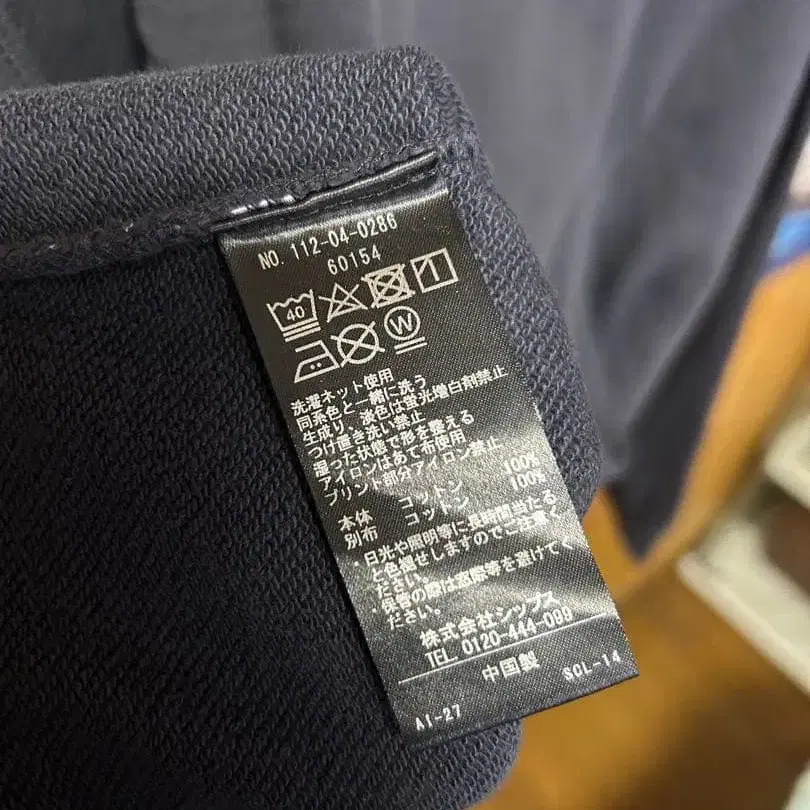 NO. 112-04-0286
60154
40
W
洗濯ネット使用
同系色と一緒に洗う
生成り、淡色は蛍光増白剤禁止
つけ置き洗い禁止
湿った状態で形を整える
アイロンはあて布使用
プリント部分アイロン禁止
本体 コットン 100%
別布 コットン 100%
・日光や照明等に長時間当たる
と色褪せしますのでご注意く
ださい。
・保管の際は高湿等を避けてく
ださい。
株式会社シップス
TEL. 0120-444-099
中国製
AI-27 SCL-14